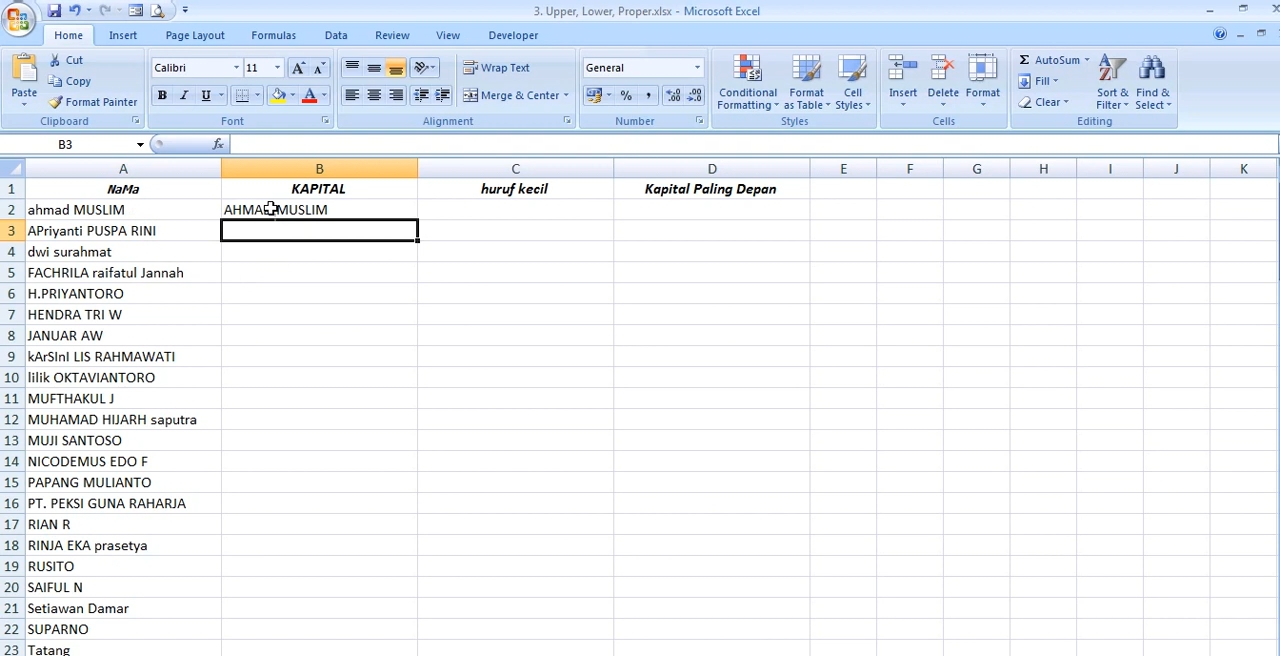 3. Upper, Lower, Proper.xlsx - Microsoft Excel
Home Insert Page Layout Formulas Data Review View Developer
Paste Cut Copy Format Painter Clipboard
Calibri 11 A A B I U A Font
Wrap Text Merge & Center Alignment
General % , .0 .00 .00 .0 Number
Conditional Formatting Format as Table Cell Styles Styles
Insert Delete Format Cells
Σ AutoSum Fill Clear Sort & Filter Find & Select Editing
B3 fx
A B C D E F G H I J K
1 NaMa KAPITAL huruf kecil Kapital Paling Depan
2 ahmad MUSLIM AHMAD MUSLIM
3 APriyanti PUSPA RINI
4 dwi surahmat
5 FACHRILA raifatul Jannah
6 H.PRIYANTORO
7 HENDRA TRI W
8 JANUAR AW
9 kArSInI LIS RAHMAWATI
10 lilik OKTAVIANTORO
11 MUFTHAKUL J
12 MUHAMAD HIJARH saputra
13 MUJI SANTOSO
14 NICODEMUS EDO F
15 PAPANG MULIANTO
16 PT. PEKSI GUNA RAHARJA
17 RIAN R
18 RINJA EKA prasetya
19 RUSITO
20 SAIFUL N
21 Setiawan Damar
22 SUPARNO
23 Tatang